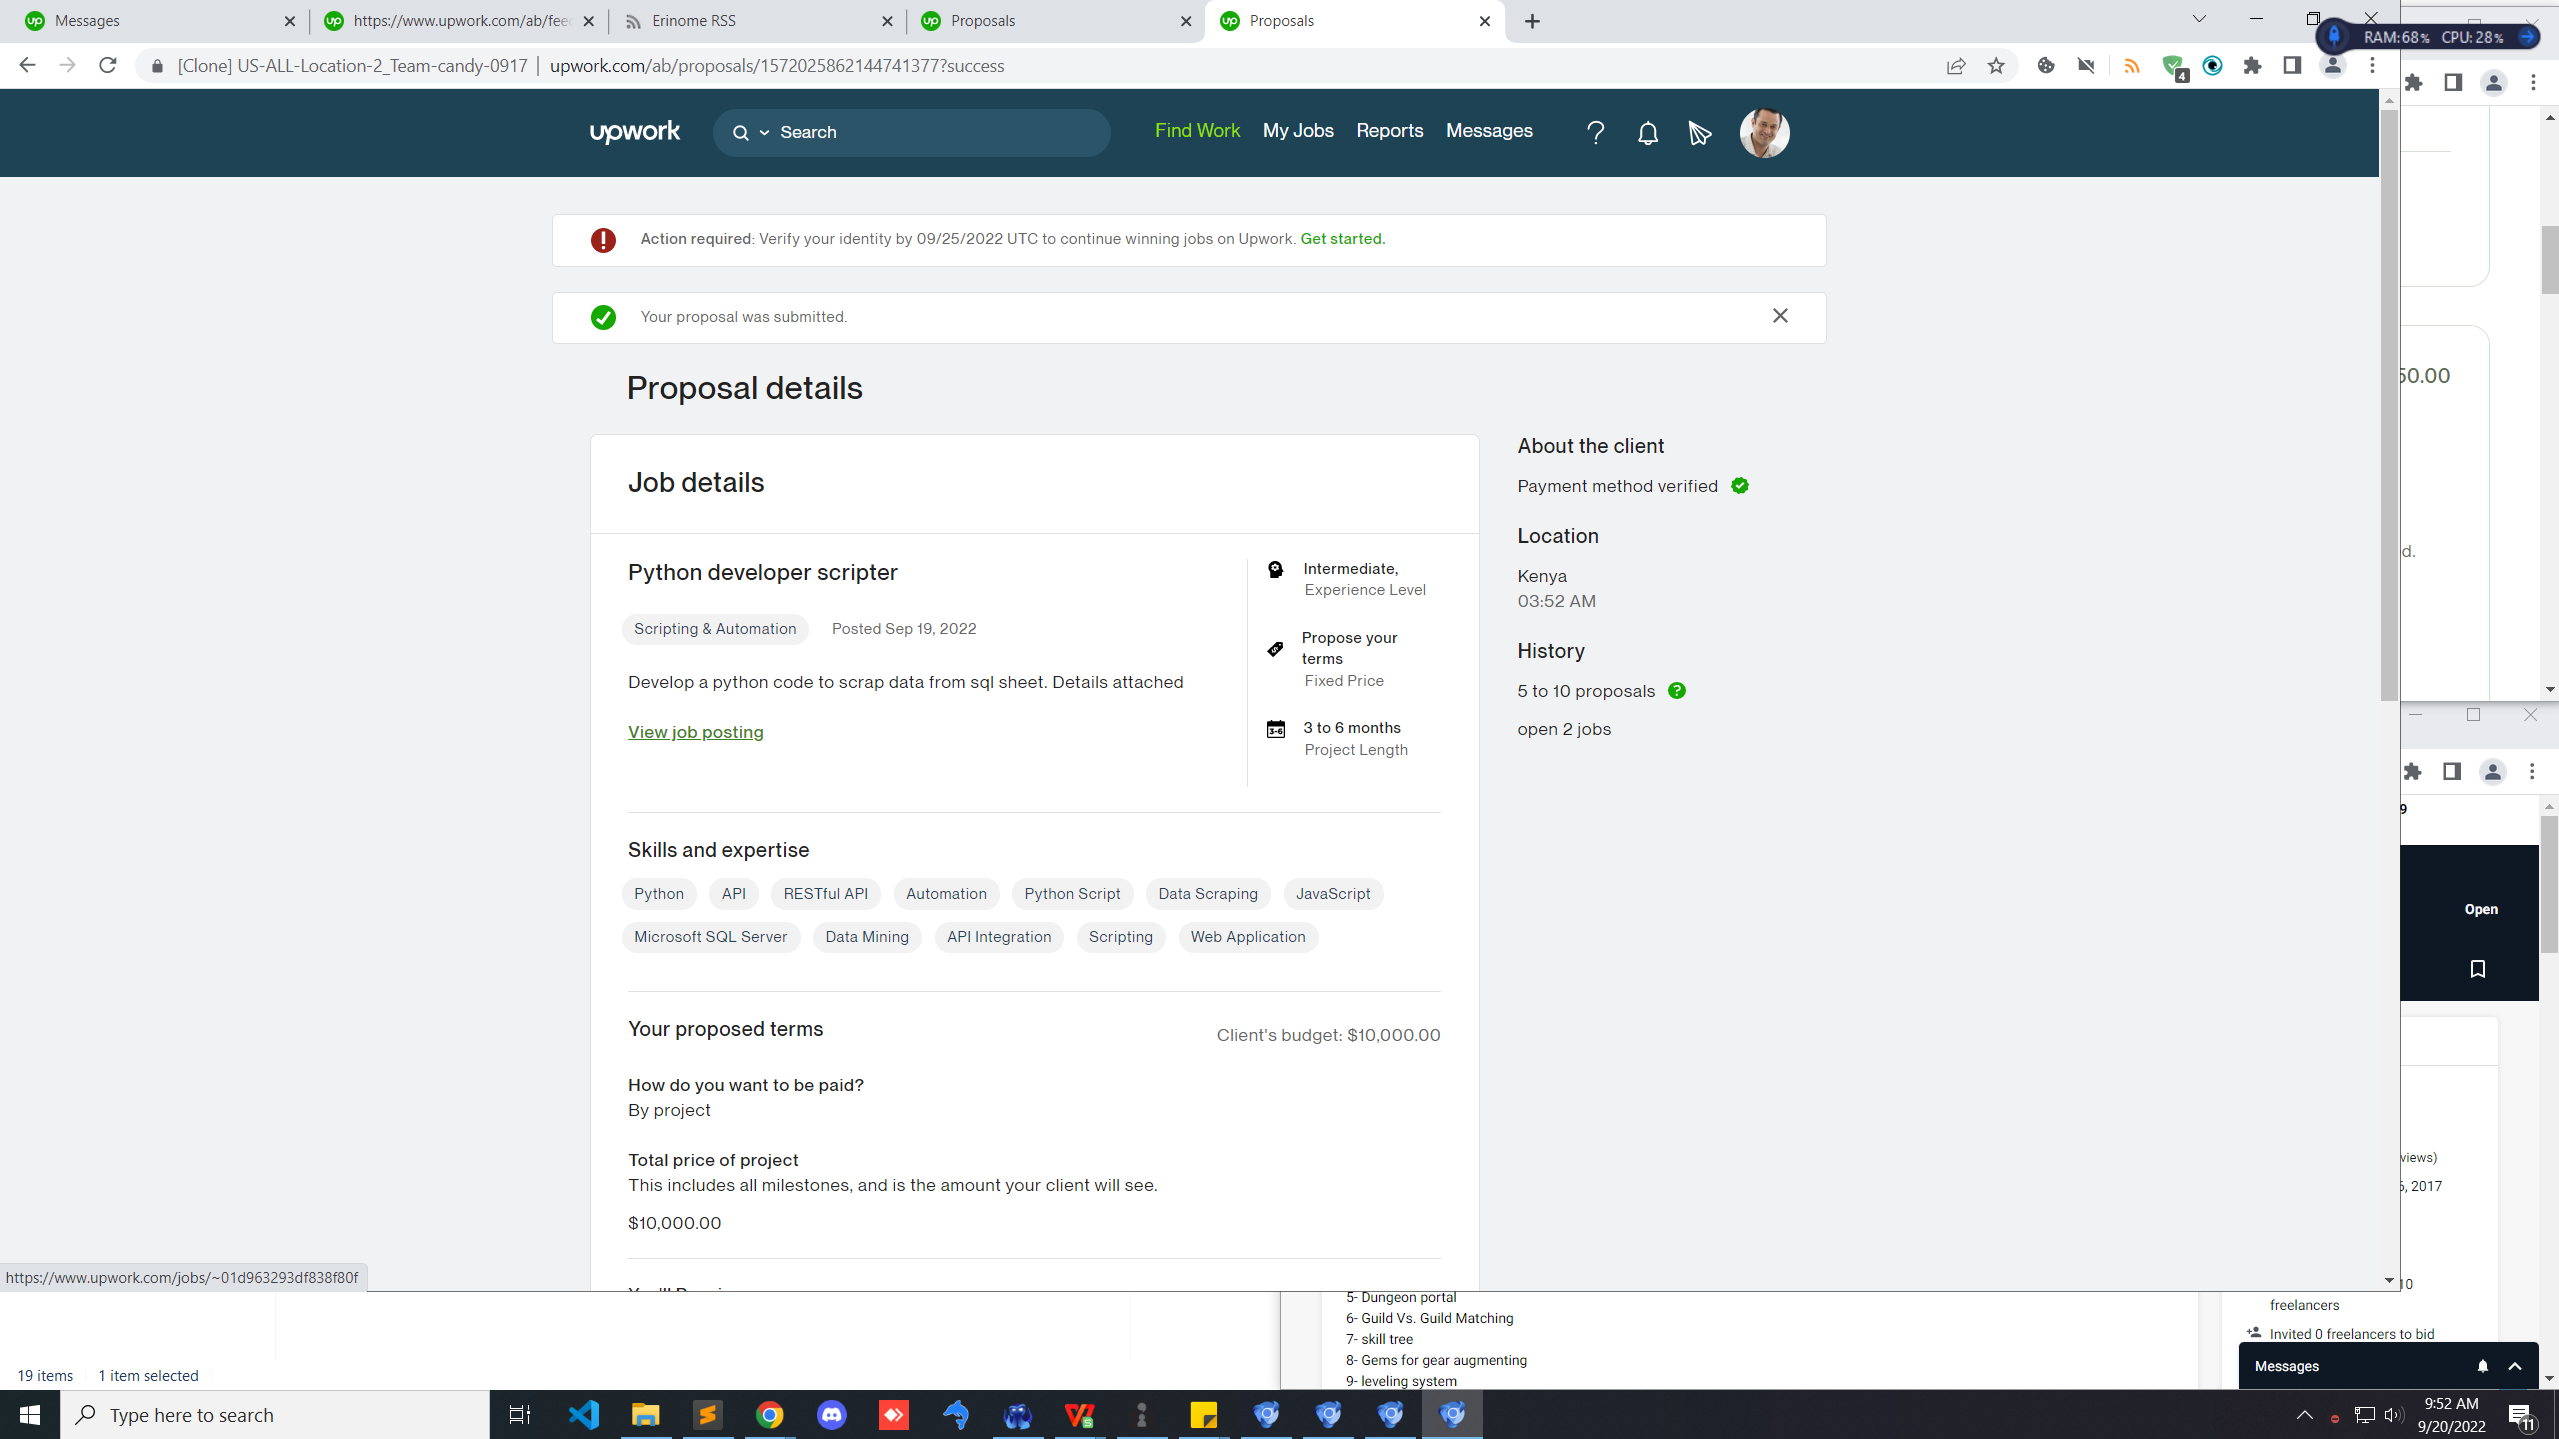 Messages
https://www.upwork.com/ab/fee
Erinome RSS
Proposals
Proposals
RAM:68% CPU:28%
[Clone] US-ALL-Location-2_Team-candy-0917 | upwork.com/ab/proposals/1572025862144741377?success
4
upwork
Search
Find Work
My Jobs
Reports
Messages
Action required: Verify your identity by 09/25/2022 UTC to continue winning jobs on Upwork. Get started.
Your proposal was submitted.
Proposal details
50.00
Job details
About the client
Payment method verified
Location
Kenya
03:52 AM
History
5 to 10 proposals
open 2 jobs
d.
Python developer scripter
Scripting & Automation
Posted Sep 19, 2022
Develop a python code to scrap data from sql sheet. Details attached
View job posting
Intermediate,
Experience Level
Propose your
terms
Fixed Price
3-6
3 to 6 months
Project Length
Skills and expertise
Python API RESTful API Automation Python Script Data Scraping JavaScript
Microsoft SQL Server Data Mining API Integration Scripting Web Application
9
Open
Your proposed terms
Client's budget: $10,000.00
How do you want to be paid?
By project
Total price of project
This includes all milestones, and is the amount your client will see.
$10,000.00
views)
, 2017
https://www.upwork.com/jobs/~01d963293df838f80f
10
freelancers
Invited 0 freelancers to bid
5- Dungeon portal
6- Guild Vs. Guild Matching
7- skill tree
8- Gems for gear augmenting
9- leveling system
Messages
19 items
1 item selected
Type here to search
9:52 AM
9/20/2022
11